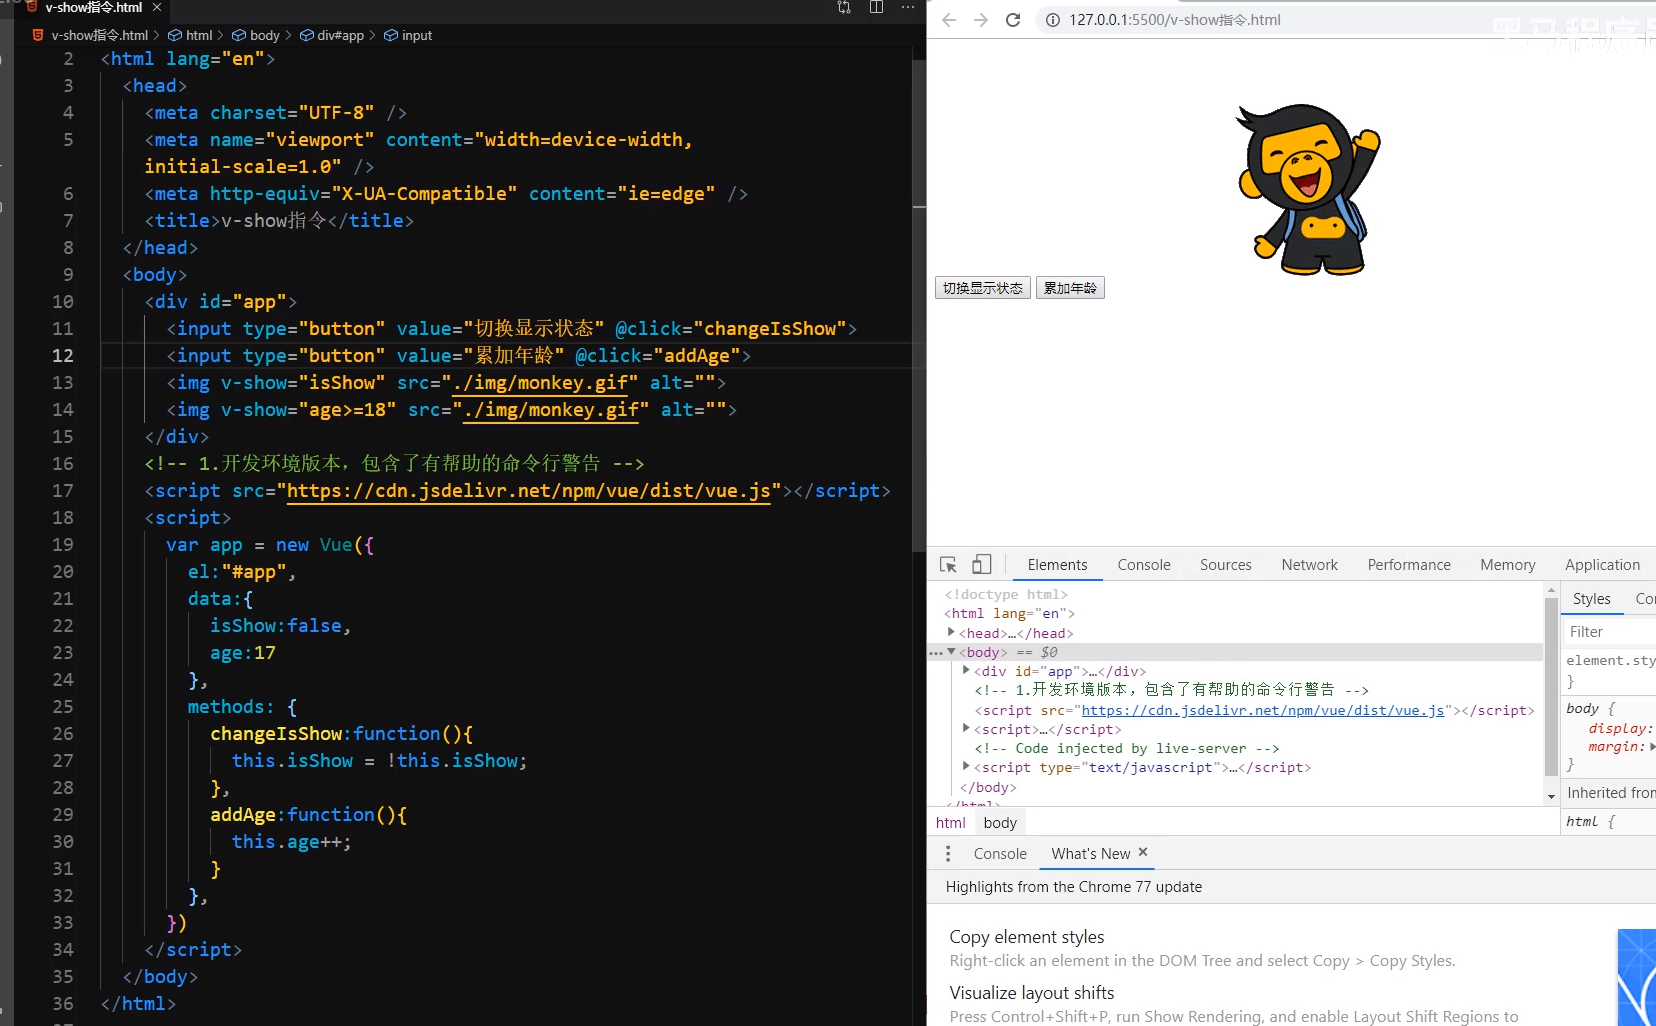 v-show指令.html ×
v-show指令.html > html > body > div#app > input
2 <html lang="en">
3 <head>
4 <meta charset="UTF-8" />
5 <meta name="viewport" content="width=device-width,
initial-scale=1.0" />
6 <meta http-equiv="X-UA-Compatible" content="ie=edge" />
7 <title>v-show指令</title>
8 </head>
9 <body>
10 <div id="app">
11 <input type="button" value="切换显示状态" @click="changeIsShow">
12 <input type="button" value="累加年龄" @click="addAge">
13 <img v-show="isShow" src="./img/monkey.gif" alt="">
14 <img v-show="age>=18" src="./img/monkey.gif" alt="">
15 </div>
16 <!-- 1.开发环境版本，包含了有帮助的命令行警告 -->
17 <script src="https://cdn.jsdelivr.net/npm/vue/dist/vue.js"></script>
18 <script>
19 var app = new Vue({
20 el:"#app",
21 data:{
22 isShow:false,
23 age:17
24 },
25 methods: {
26 changeIsShow:function(){
27 this.isShow = !this.isShow;
28 },
29 addAge:function(){
30 this.age++;
31 }
32 },
33 })
34 </script>
35 </body>
36 </html>
127.0.0.1:5500/v-show指令.html
切换显示状态 累加年龄
Elements Console Sources Network Performance Memory Application
<!doctype html>
<html lang="en">
<head>…</head>
<body> == $0
<div id="app">…</div>
<!-- 1.开发环境版本，包含了有帮助的命令行警告 -->
<script src="https://cdn.jsdelivr.net/npm/vue/dist/vue.js"></script>
<script>…</script>
<!-- Code injected by live-server -->
<script type="text/javascript">…</script>
</body>
</html>
html body
Styles Co
Filter
element.sty
}
body {
display:
margin:
}
Inherited from
html {
Console What's New ×
Highlights from the Chrome 77 update
Copy element styles
Right-click an element in the DOM Tree and select Copy > Copy Styles.
Visualize layout shifts
Press Control+Shift+P, run Show Rendering, and enable Layout Shift Regions to